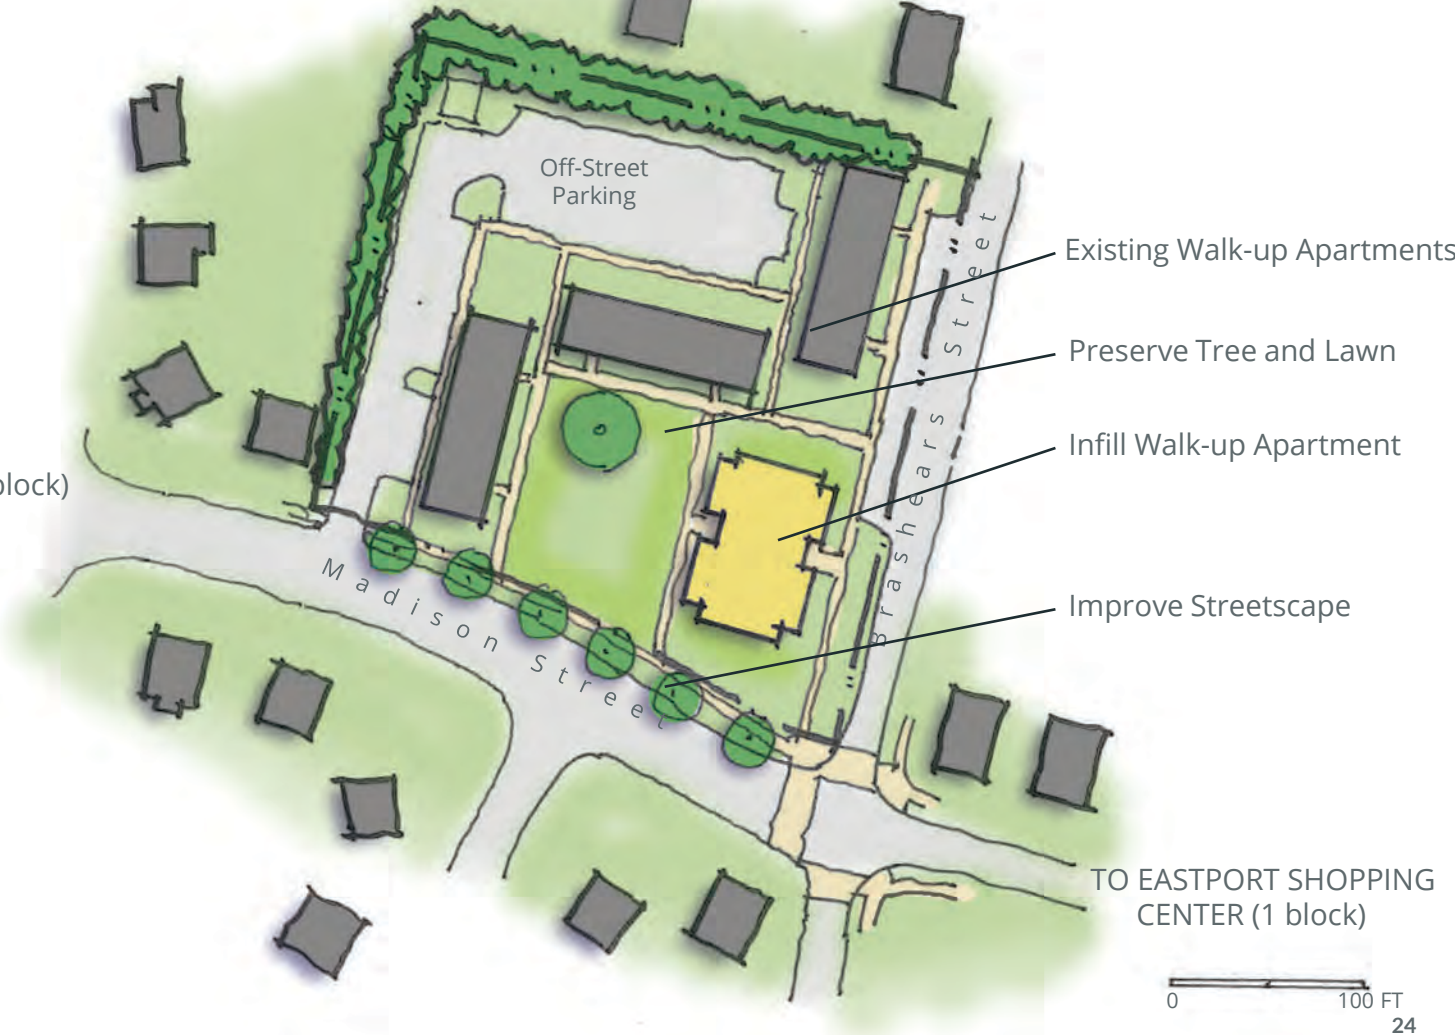 Off-Street
Parking
Existing Walk-up Apartments
Preserve Tree and Lawn
Infill Walk-up Apartment
block)
Improve Streetscape
Brashears Street
Madison Street
TO EASTPORT SHOPPING
CENTER (1 block)
0 100 FT
24